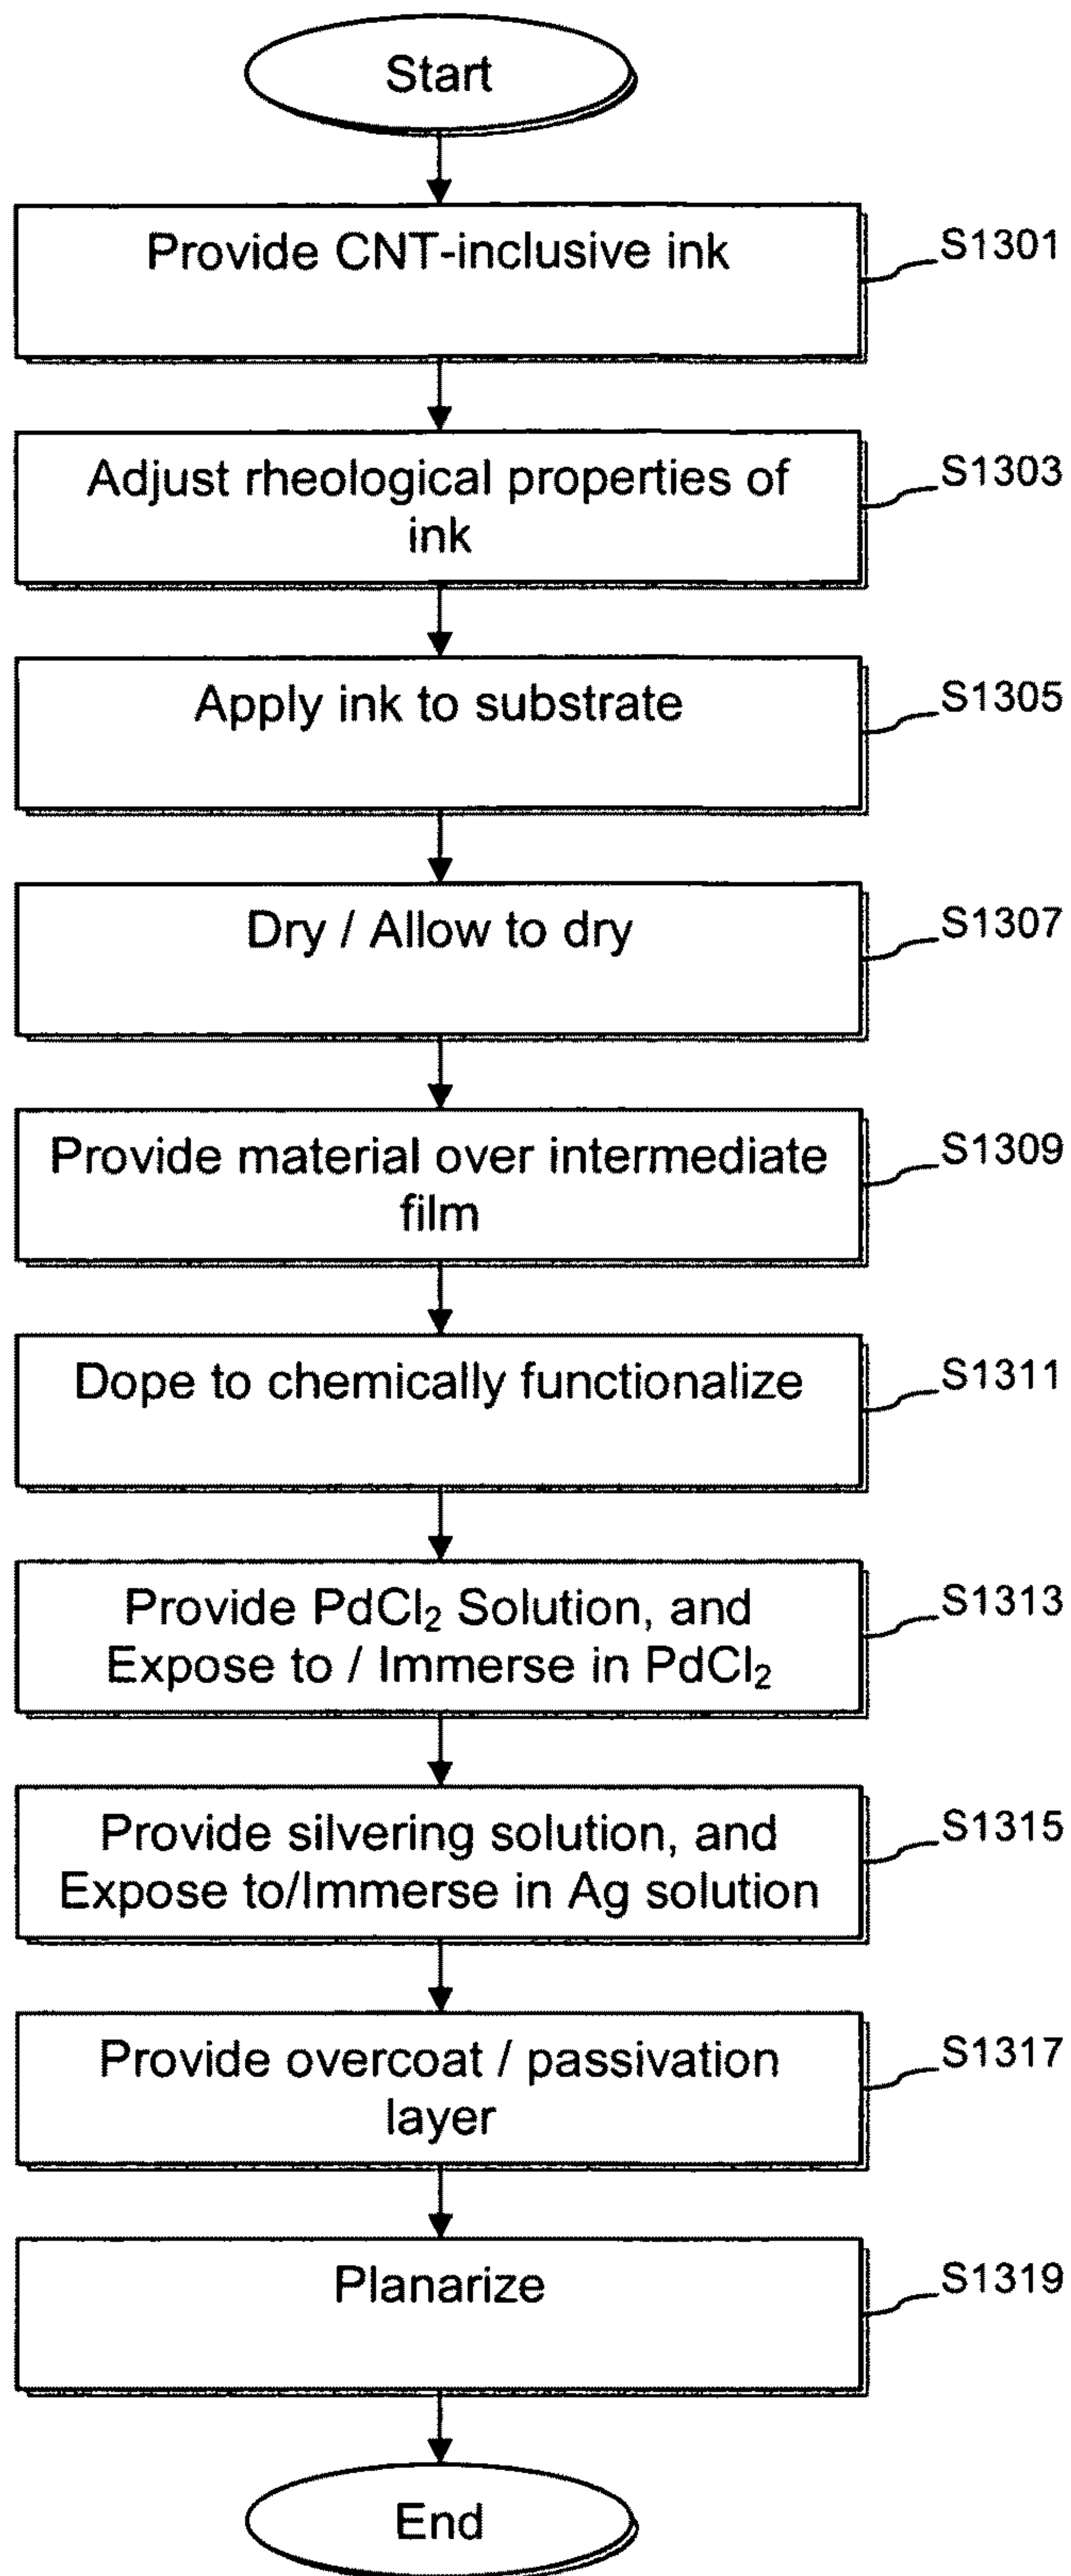 Start
Provide CNT-inclusive ink
S1301
Adjust rheological properties of
ink
S1303
Apply ink to substrate
S1305
Dry / Allow to dry
S1307
Provide material over intermediate
film
S1309
Dope to chemically functionalize
S1311
Provide PdCl₂ Solution, and
Expose to / Immerse in PdCl₂
S1313
Provide silvering solution, and
Expose to/Immerse in Ag solution
S1315
Provide overcoat / passivation
layer
S1317
Planarize
S1319
End